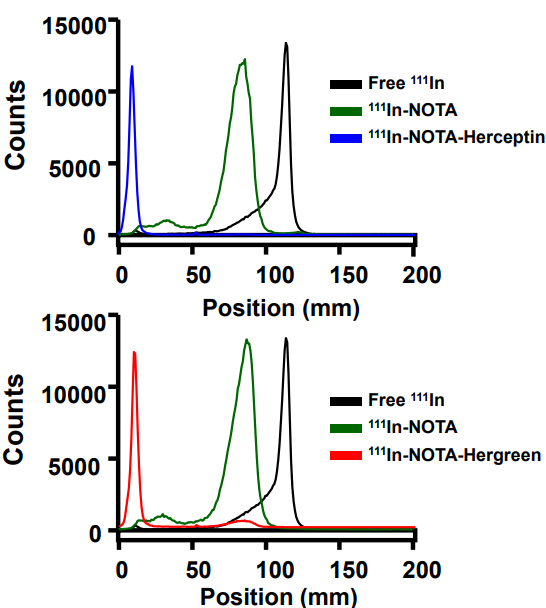 15000
10000
5000
0
Counts
0 50 100 150 200
Position (mm)
Free ¹¹¹In
¹¹¹In-NOTA
¹¹¹In-NOTA-Herceptin
15000
10000
5000
0
Counts
0 50 100 150 200
Position (mm)
Free ¹¹¹In
¹¹¹In-NOTA
¹¹¹In-NOTA-Hergreen